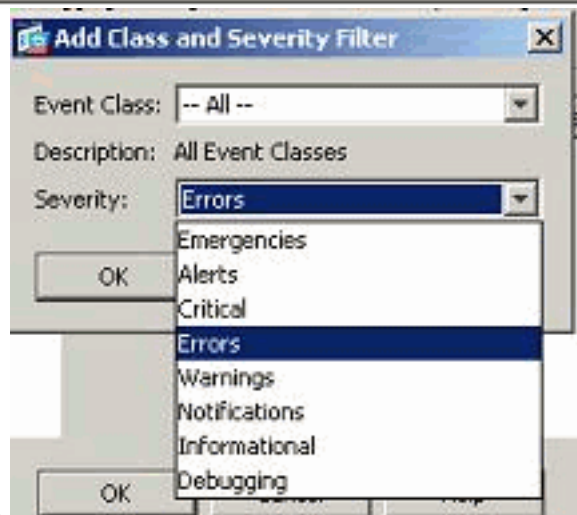 Add Class and Severity Filter
Event Class: -- All --
Description: All Event Classes
Severity: Errors
Emergencies
OK Alerts
Critical
Errors
Warnings
Notifications
Informational
OK Debugging